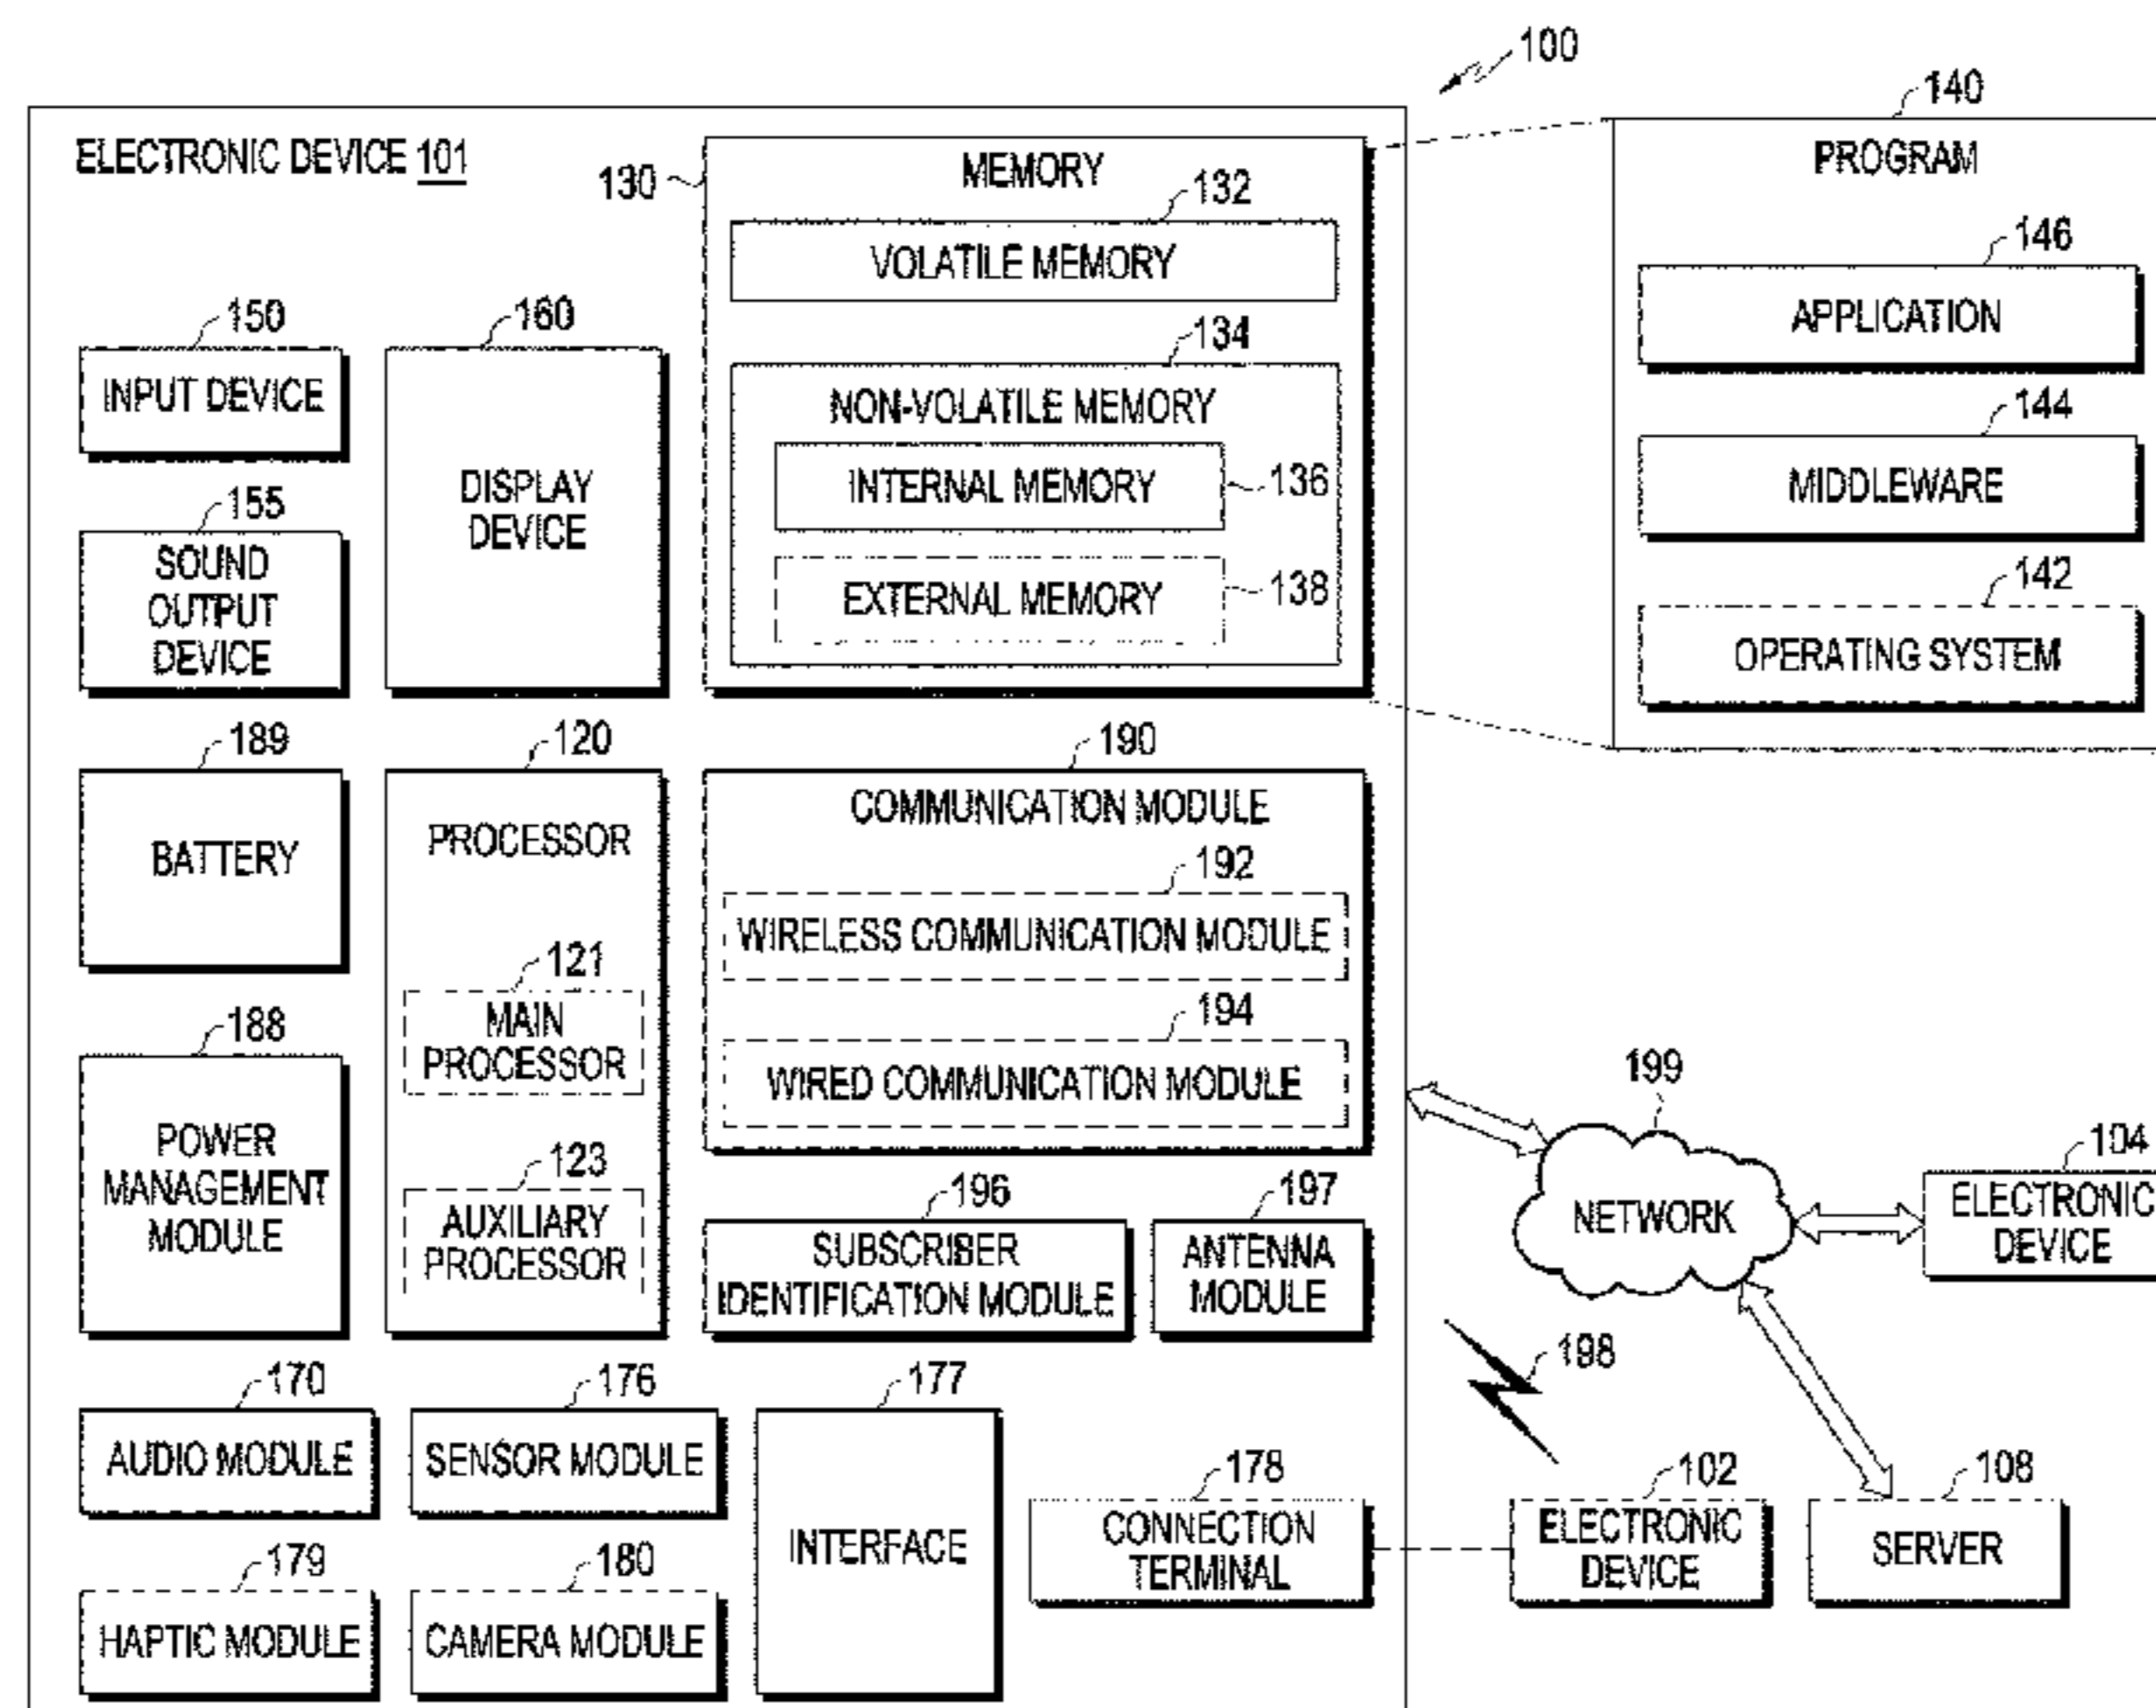 100
ELECTRONIC DEVICE 101
130
MEMORY
132
VOLATILE MEMORY
134
NON-VOLATILE MEMORY
INTERNAL MEMORY
136
EXTERNAL MEMORY
138
140
PROGRAM
146
APPLICATION
144
MIDDLEWARE
142
OPERATING SYSTEM
150
INPUT DEVICE
155
SOUND
OUTPUT
DEVICE
160
DISPLAY
DEVICE
189
BATTERY
120
PROCESSOR
121
MAIN
PROCESSOR
123
AUXILIARY
PROCESSOR
190
COMMUNICATION MODULE
192
WIRELESS COMMUNICATION MODULE
194
WIRED COMMUNICATION MODULE
188
POWER
MANAGEMENT
MODULE
196
SUBSCRIBER
IDENTIFICATION MODULE
197
ANTENNA
MODULE
199
NETWORK
104
ELECTRONIC
DEVICE
198
170
AUDIO MODULE
176
SENSOR MODULE
177
INTERFACE
178
CONNECTION
TERMINAL
102
ELECTRONIC
DEVICE
108
SERVER
179
HAPTIC MODULE
180
CAMERA MODULE